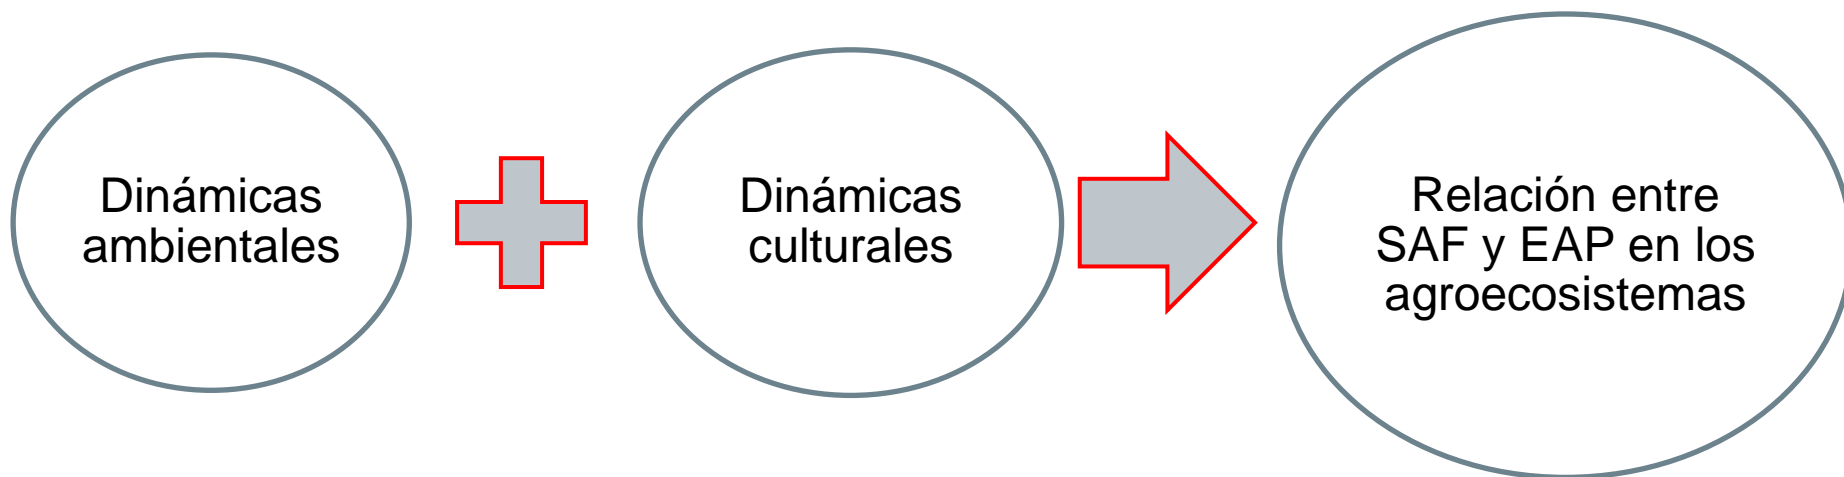 Dinámicas
ambientales
Dinámicas
culturales
Relación entre
SAF y EAP en los
agroecosistemas